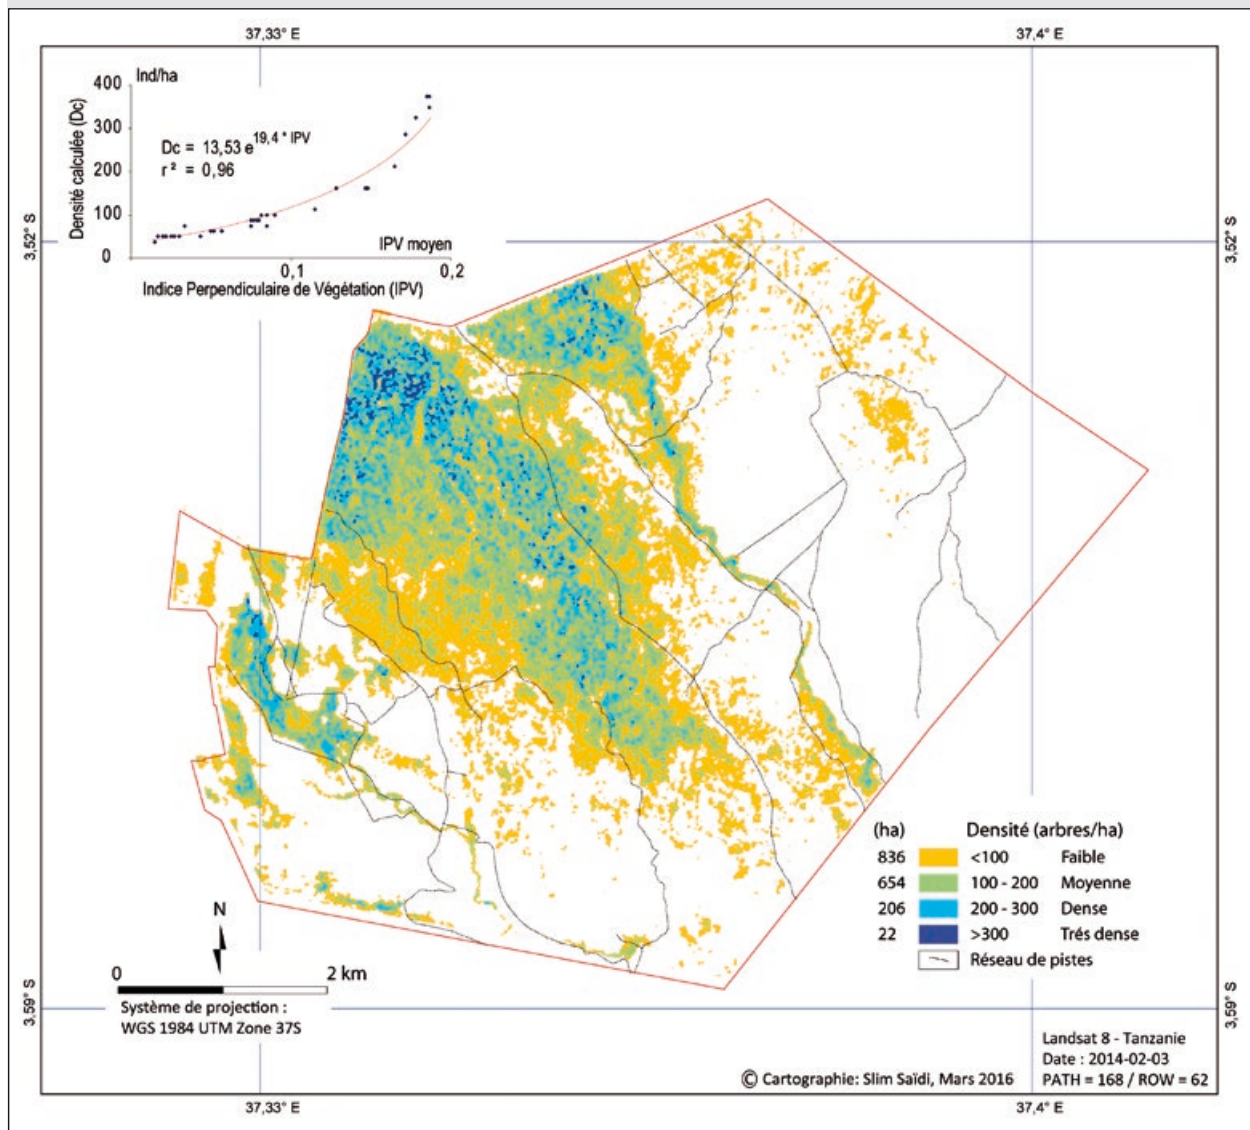 37,33° E
37,4° E
400
Ind/ha
300
200
100
0
Densité calculée (Dc)
Dc = 13,53 e^19,4 * IPV
r² = 0,96
IPV moyen
0,1
0,2
Indice Perpendiculaire de Végétation (IPV)
3,52° S
3,52° S
(ha)
Densité (arbres/ha)
836
<100
Faible
654
100 - 200
Moyenne
206
200 - 300
Dense
22
>300
Trés dense
Réseau de pistes
N
0
2 km
Système de projection :
WGS 1984 UTM Zone 37S
3,59° S
3,59° S
Landsat 8 - Tanzanie
Date : 2014-02-03
PATH = 168 / ROW = 62
© Cartographie: Slim Saïdi, Mars 2016
37,33° E
37,4° E